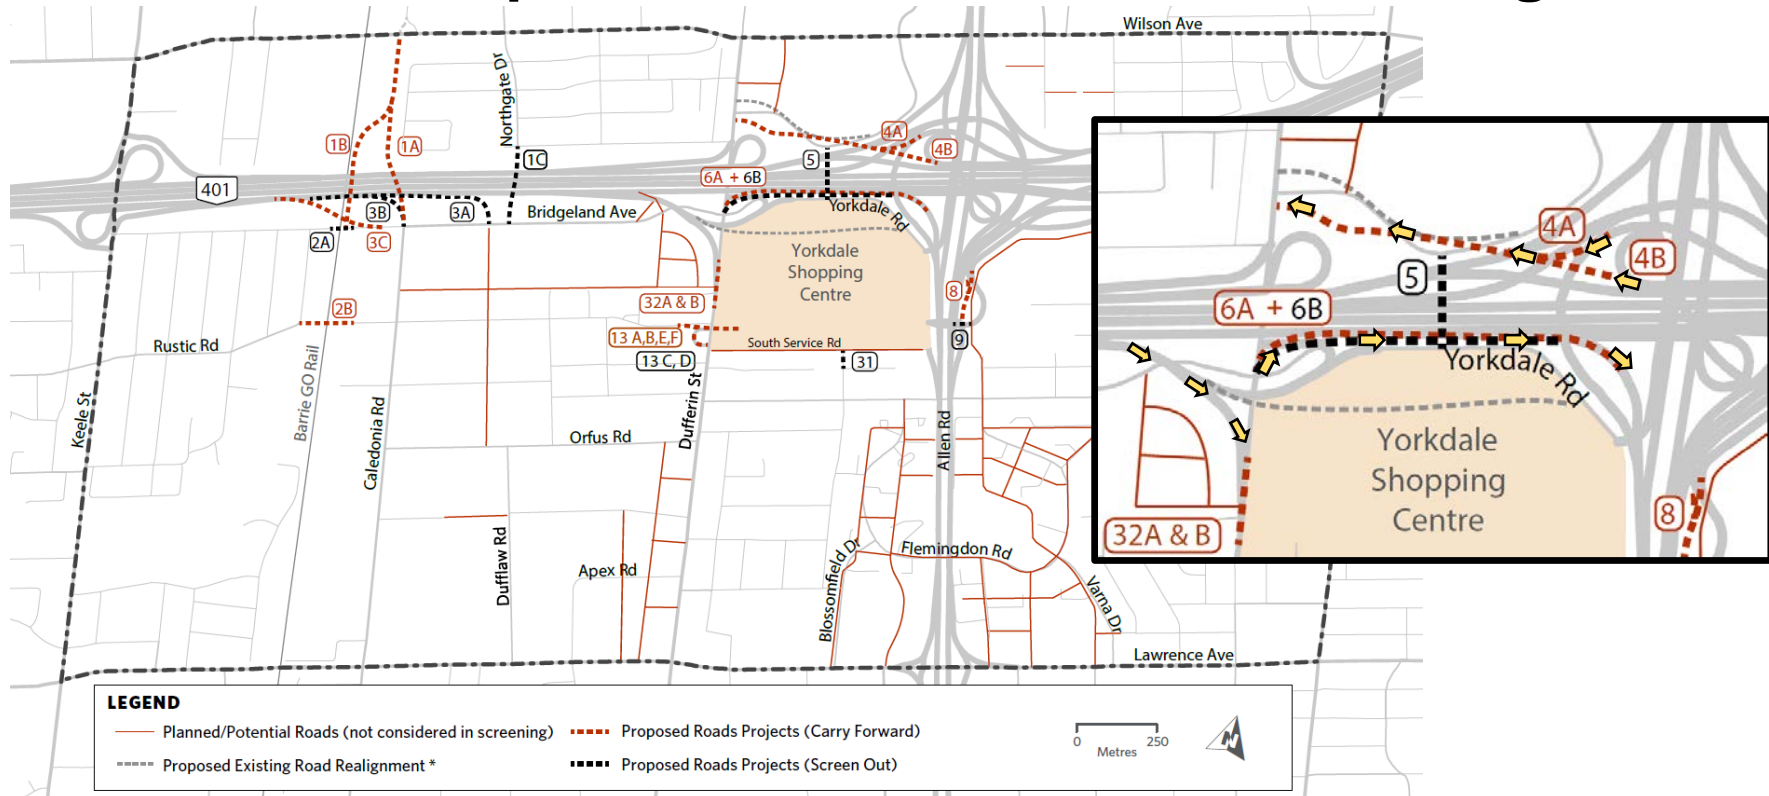 Wilson Ave
Northgate Dr
1B
1A
1C
5
4A
4B
401
6A + 6B
3B
3A
Bridgeland Ave
Yorkdale Rd
2A
3C
Yorkdale
Shopping
Centre
32A & B
8
2B
13 A,B,E,F
South Service Rd
9
Rustic Rd
13 C, D
31
Barrie GO Rail
Keele St
Caledonia Rd
Dufferin St
Orfus Rd
Allen Rd
Dufflaw Rd
Apex Rd
Blossomfield Dr
Flemingdon Rd
Varna Dr
Lawrence Ave
4A
4B
5
6A + 6B
Yorkdale Rd
Yorkdale
Shopping
Centre
8
32A & B
LEGEND
Planned/Potential Roads (not considered in screening)
Proposed Existing Road Realignment *
Proposed Roads Projects (Carry Forward)
Proposed Roads Projects (Screen Out)
0 250
Metres
N